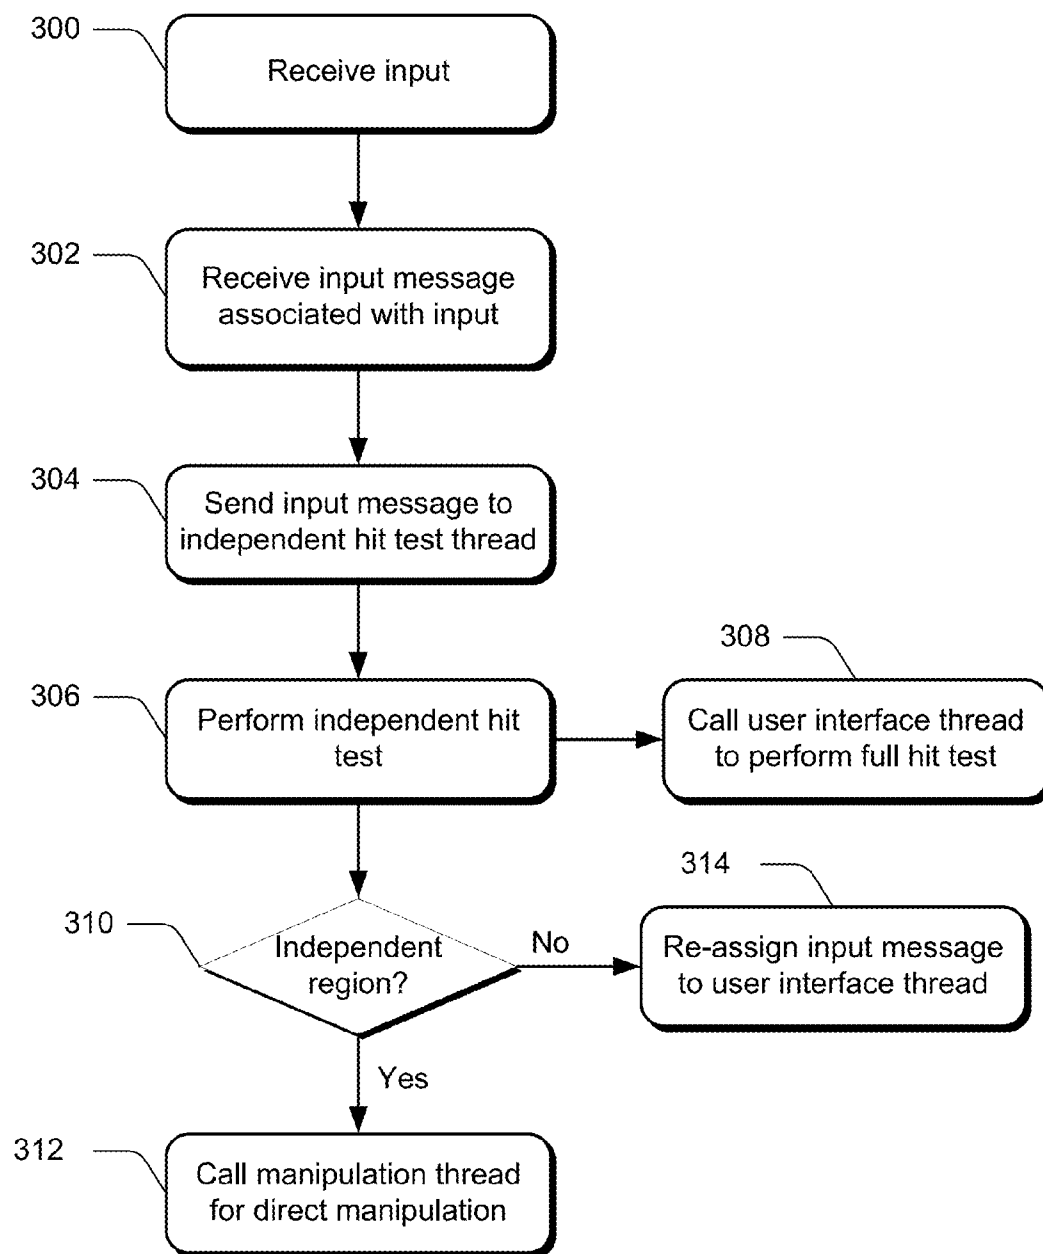 300
Receive input
302
Receive input message
associated with input
304
Send input message to
independent hit test thread
306
Perform independent hit
test
308
Call user interface thread
to perform full hit test
310
Independent
region?
No
314
Re-assign input message
to user interface thread
Yes
312
Call manipulation thread
for direct manipulation